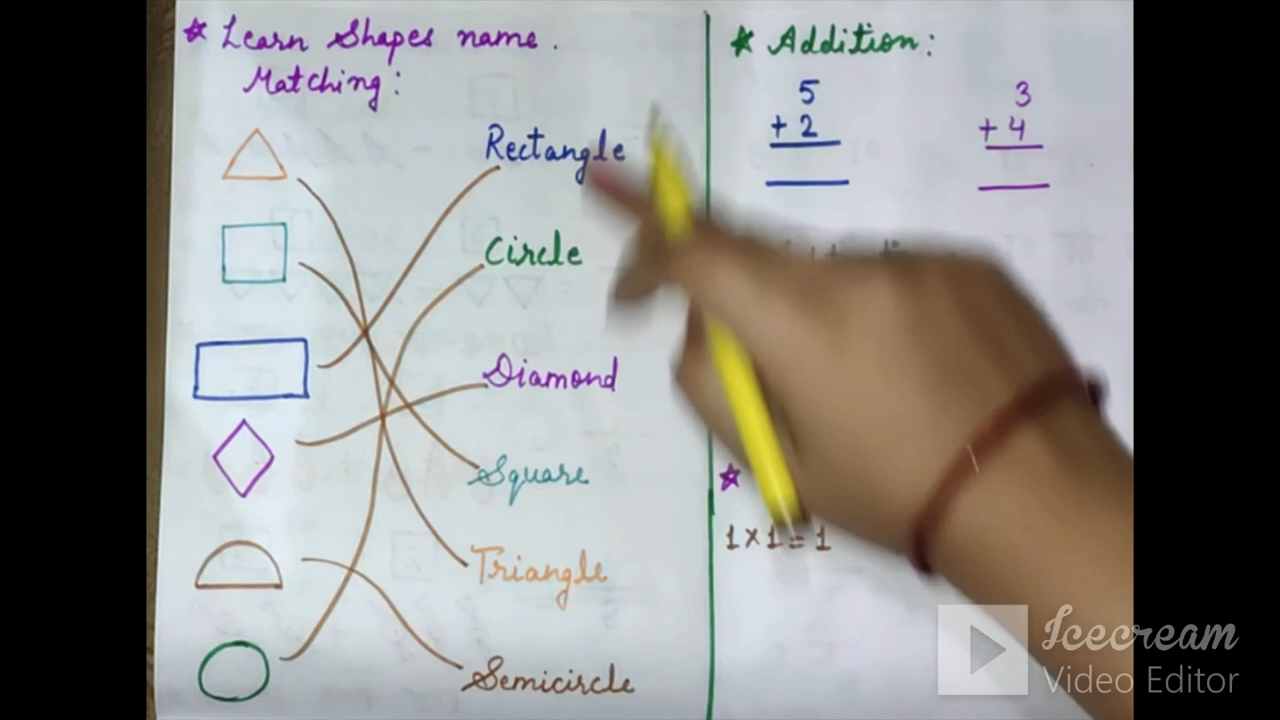 * Learn Shapes name.
Matching:
Rectangle
Circle
Diamond
Square
Triangle
Semicircle
* Addition:
5
+ 2
3
+ 4
1 × 1 = 1
Icecream
Video Editor